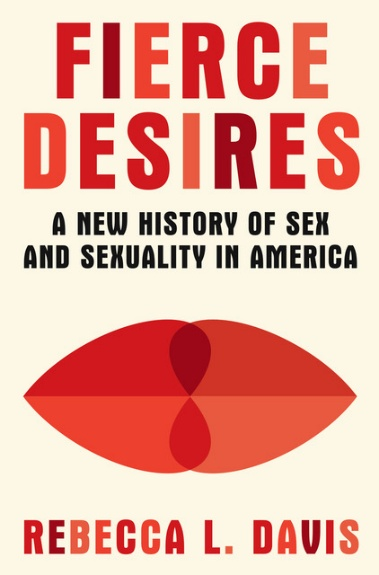 FIERCE
DESIRES
A NEW HISTORY OF SEX
AND SEXUALITY IN AMERICA
REBECCA L. DAVIS